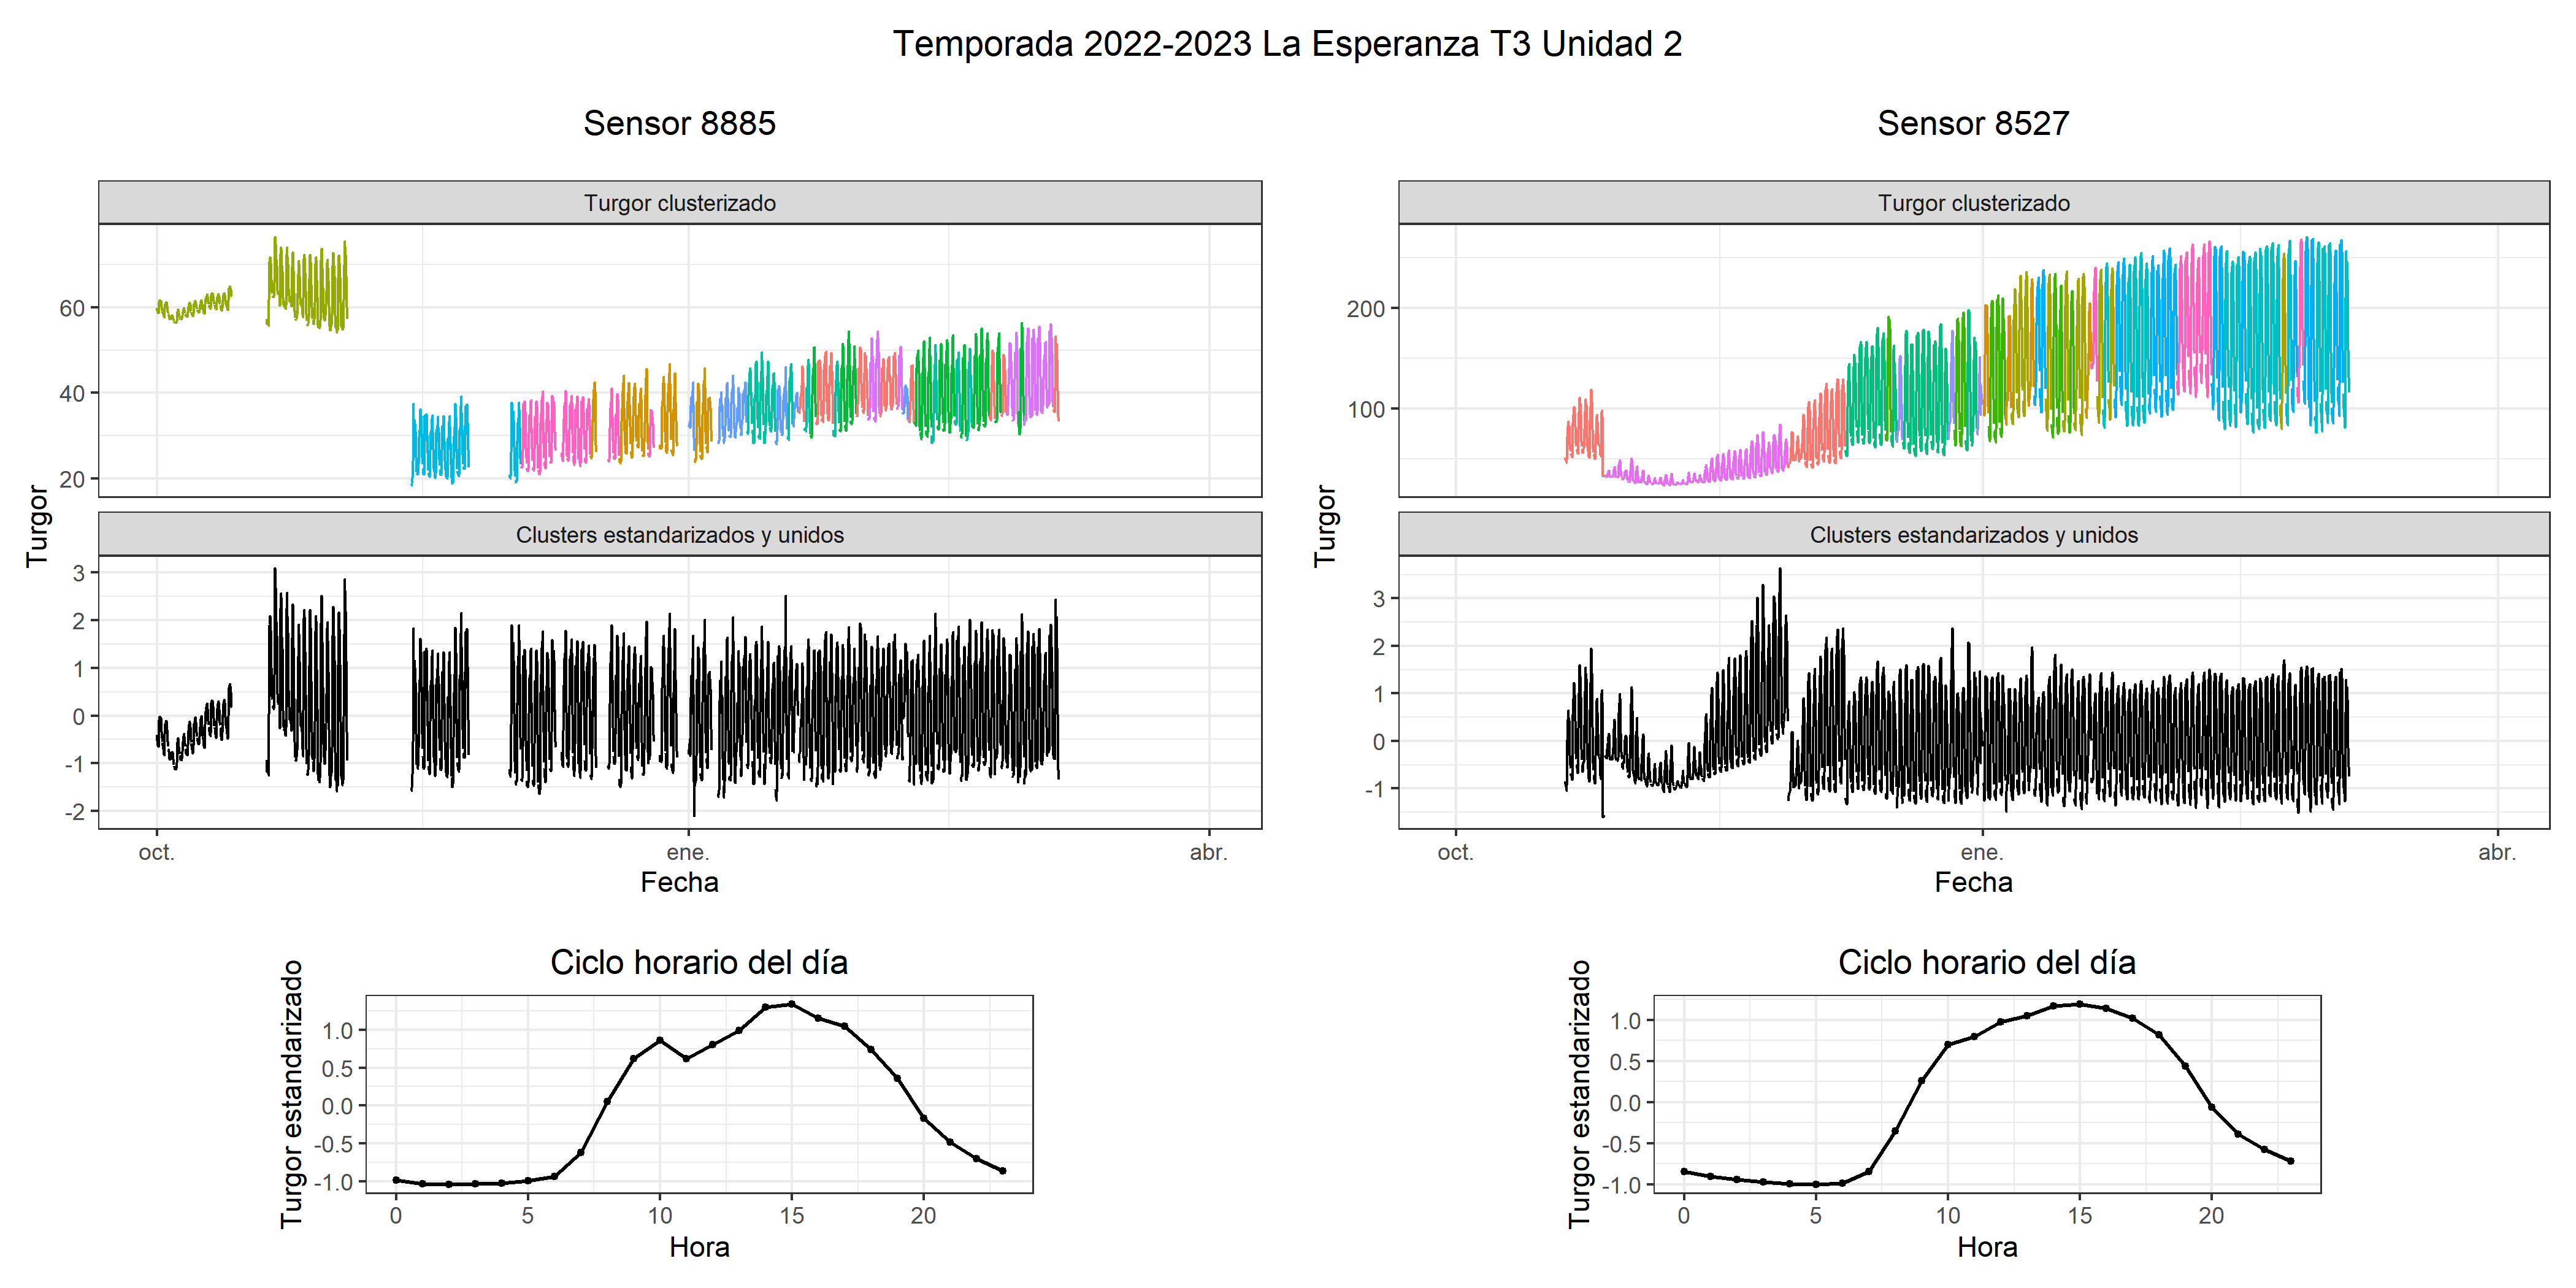 Temporada 2022-2023 La Esperanza T3 Unidad 2
Sensor 8885
Turgor clusterizado
60
40
20
Clusters estandarizados y unidos
3
2
1
0
-1
-2
Turgor
oct.
ene.
abr.
Fecha
Ciclo horario del día
Turgor estandarizado
1.0
0.5
0.0
-0.5
-1.0
0
5
10
15
20
Hora
Sensor 8527
Turgor clusterizado
200
100
Clusters estandarizados y unidos
3
2
1
0
-1
Turgor
oct.
ene.
abr.
Fecha
Ciclo horario del día
Turgor estandarizado
1.0
0.5
0.0
-0.5
-1.0
0
5
10
15
20
Hora